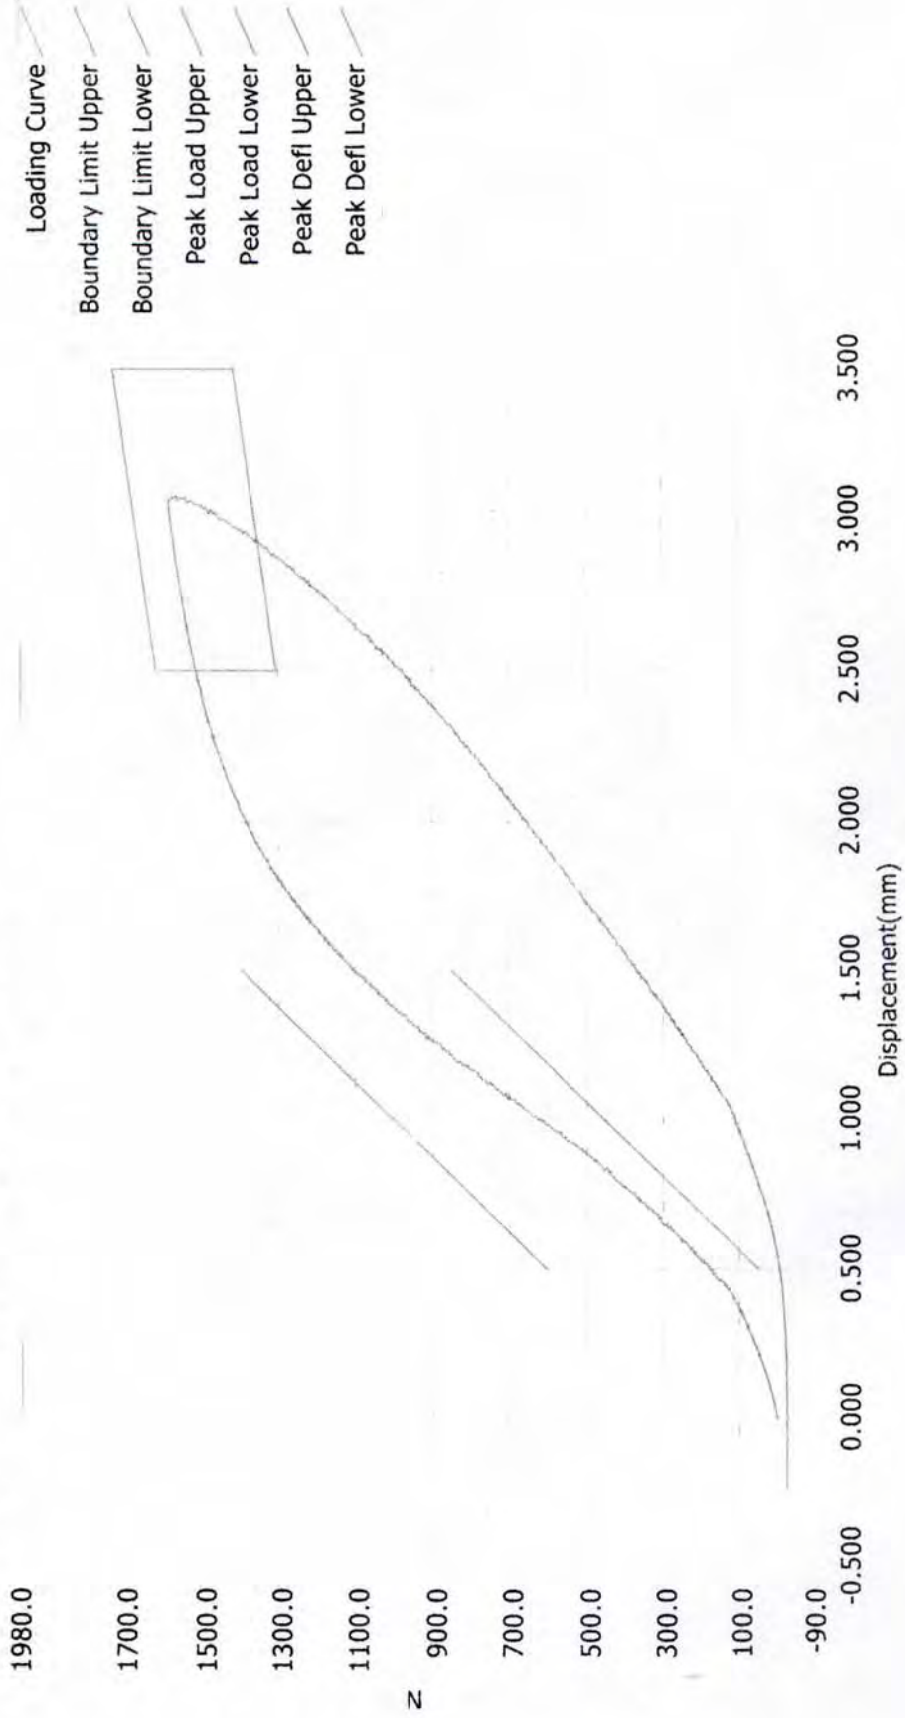 1980.0
1700.0
1500.0
1300.0
1100.0
900.0
700.0
500.0
300.0
100.0
-90.0
N
-0.500
0.000
0.500
1.000
1.500
2.000
2.500
3.000
3.500
Displacement(mm)
Loading Curve
Boundary Limit Upper
Boundary Limit Lower
Peak Load Upper
Peak Load Lower
Peak Defl Upper
Peak Defl Lower